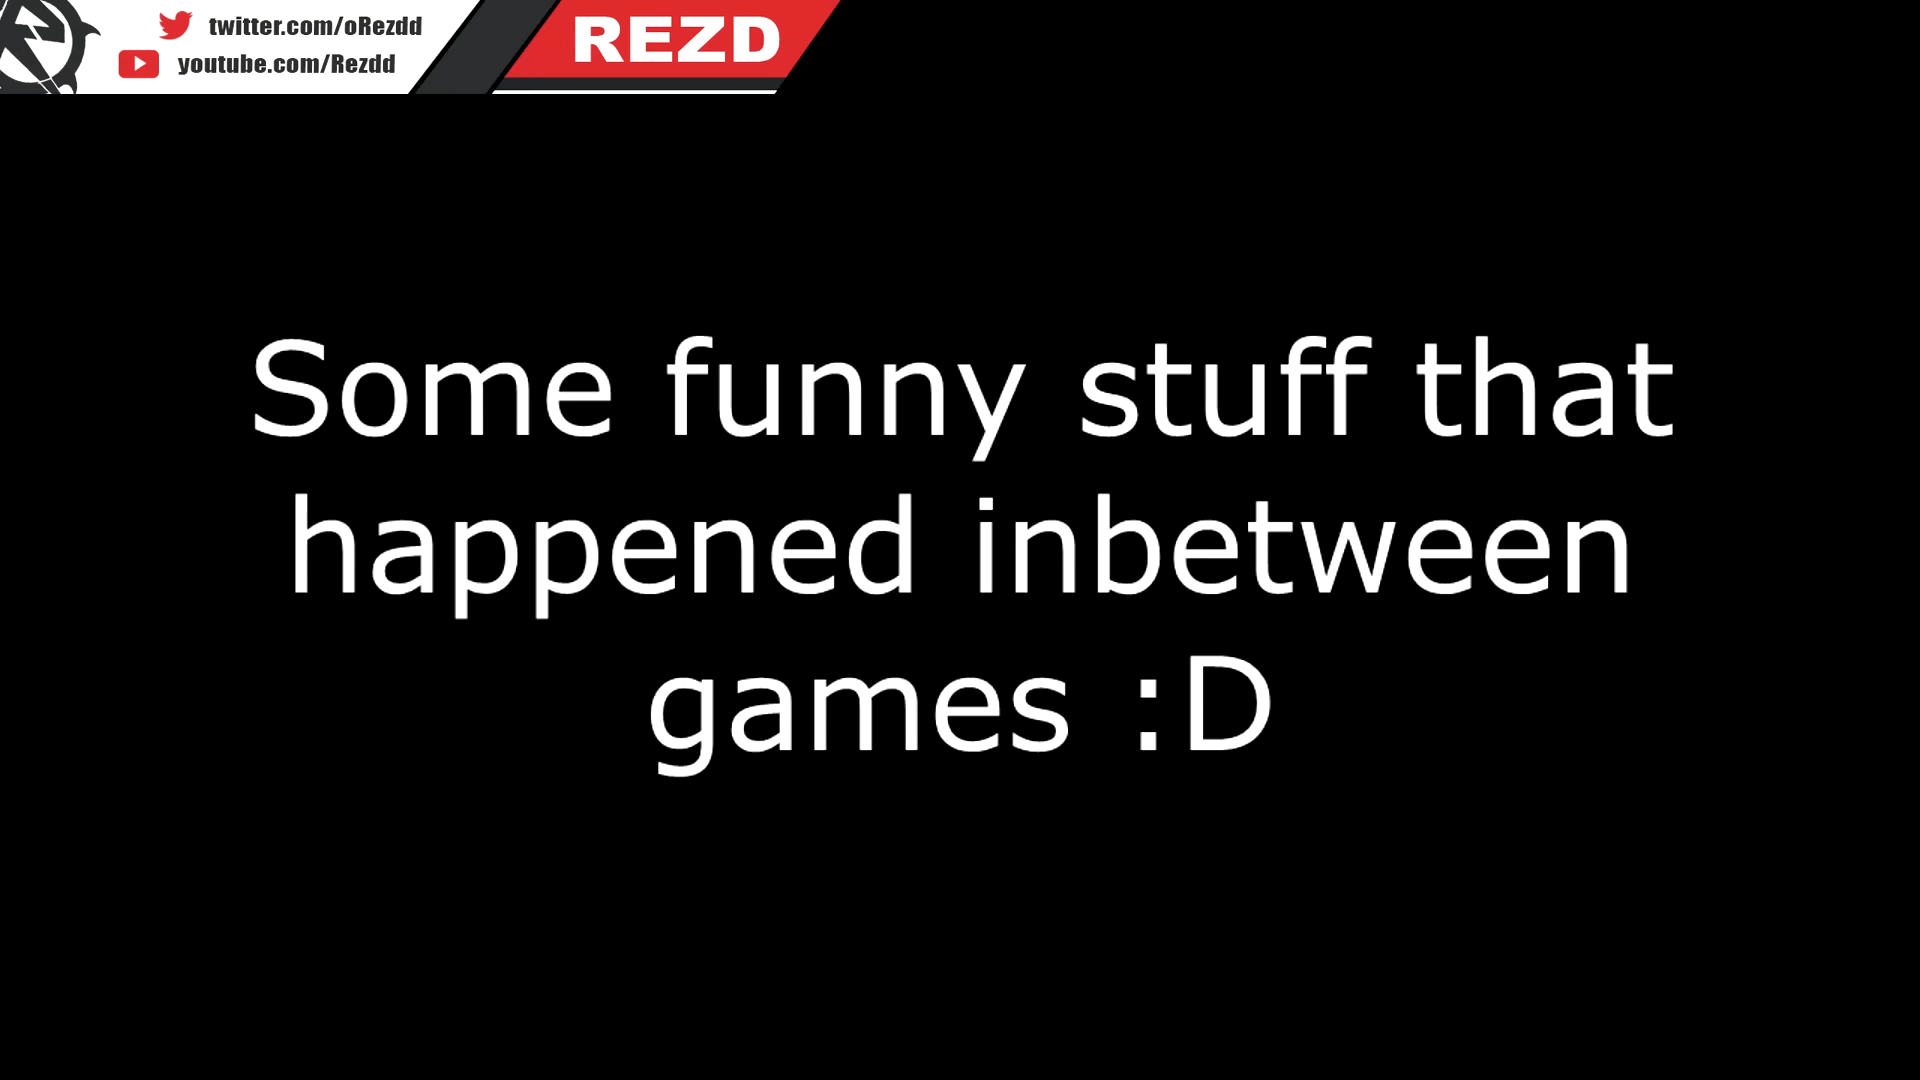 twitter.com/oRezdd
youtube.com/Rezdd
REZD
Some funny stuff that
happened inbetween
games :D